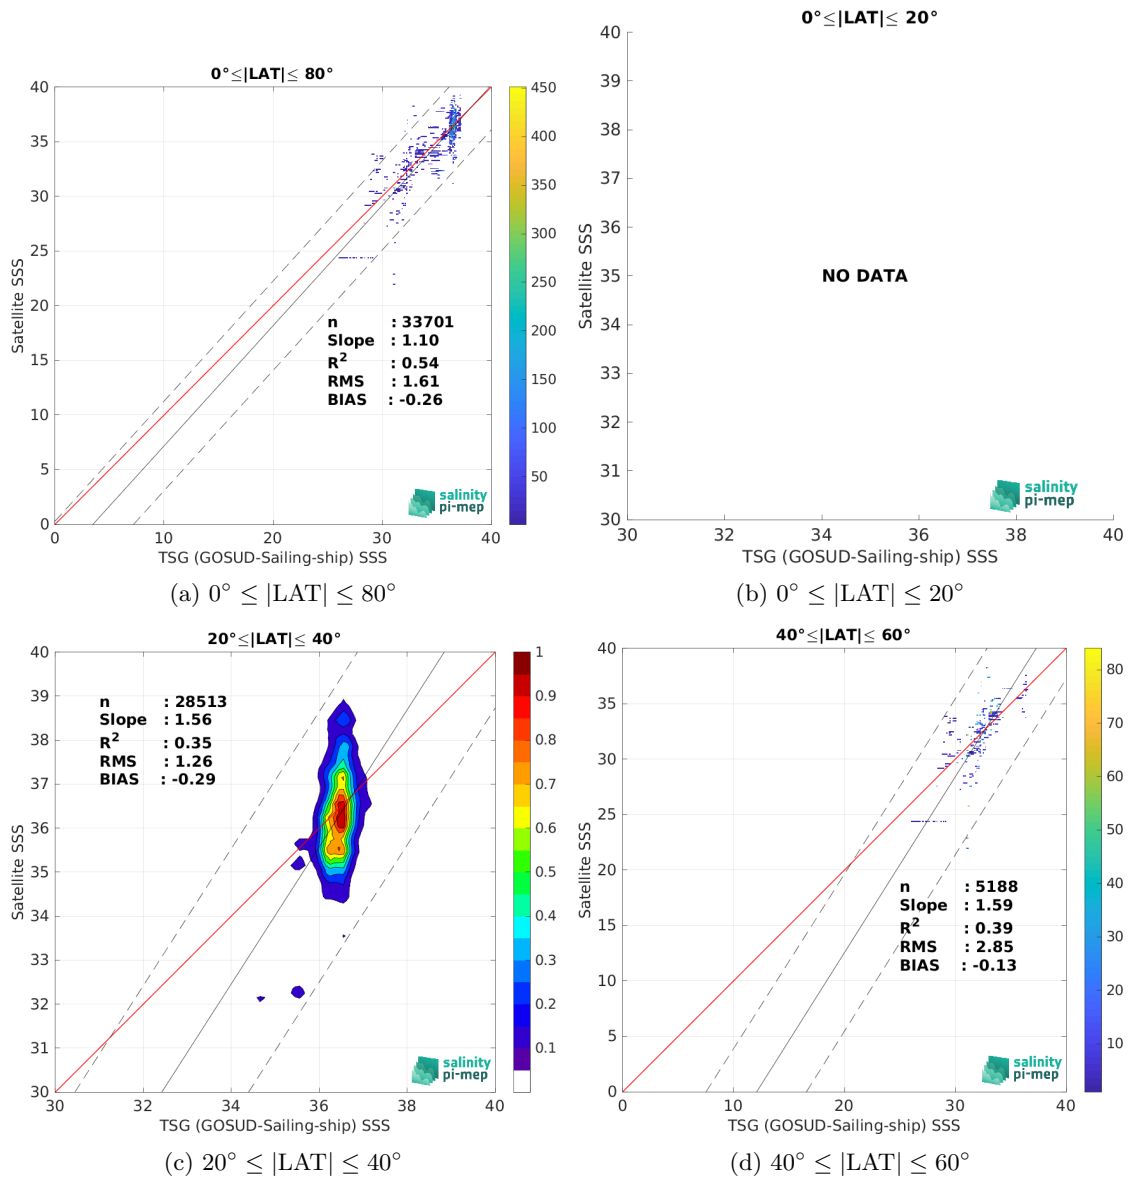 0°≤|LAT|≤ 80°
40
35
30
25
20
15
10
5
0
0
10
20
30
40
Satellite SSS
TSG (GOSUD-Sailing-ship) SSS
n : 33701
Slope : 1.10
R2 : 0.54
RMS : 1.61
BIAS : -0.26
salinity
pi-mep
450
400
350
300
250
200
150
100
50
(a) 0° ≤ |LAT| ≤ 80°
0°≤|LAT|≤ 20°
40
39
38
37
36
35
34
33
32
31
30
30
32
34
36
38
40
Satellite SSS
TSG (GOSUD-Sailing-ship) SSS
NO DATA
salinity
pi-mep
(b) 0° ≤ |LAT| ≤ 20°
20°≤|LAT|≤ 40°
40
39
38
37
36
35
34
33
32
31
30
30
32
34
36
38
40
Satellite SSS
TSG (GOSUD-Sailing-ship) SSS
n : 28513
Slope : 1.56
R2 : 0.35
RMS : 1.26
BIAS : -0.29
salinity
pi-mep
1
0.9
0.8
0.7
0.6
0.5
0.4
0.3
0.2
0.1
(c) 20° ≤ |LAT| ≤ 40°
40°≤|LAT|≤ 60°
40
35
30
25
20
15
10
5
0
0
10
20
30
40
Satellite SSS
TSG (GOSUD-Sailing-ship) SSS
n : 5188
Slope : 1.59
R2 : 0.39
RMS : 2.85
BIAS : -0.13
salinity
pi-mep
80
70
60
50
40
30
20
10
(d) 40° ≤ |LAT| ≤ 60°